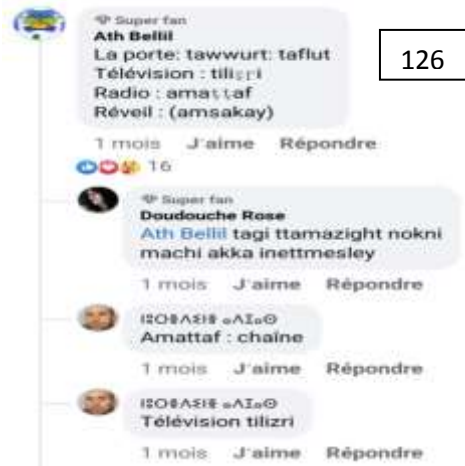 Super fan
Ath Bellil
La porte: tawwurt: taflut
Télévision : tiliẓṛi
Radio : amaṭṭaf
Réveil : (amsakay)
126
1 mois J'aime Répondre
16
Super fan
Doudouche Rose
Ath Bellil tagi ttamazight nokni
machi akka inettmesley
1 mois J'aime Répondre
Amattaf : chaîne
1 mois J'aime Répondre
Télévision tilizri
1 mois J'aime Répondre